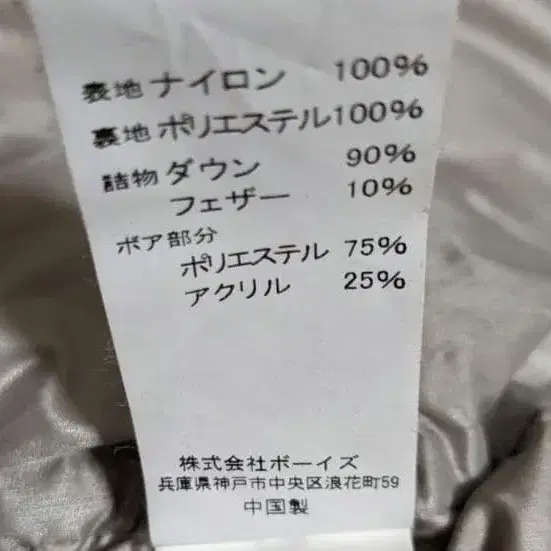 表地 ナイロン 100%
裏地 ポリエステル 100%
詰物 ダウン 90%
フェザー 10%
ボア部分
ポリエステル 75%
アクリル 25%
株式会社ボーイズ
兵庫県神戸市中央区浪花町59
中国製